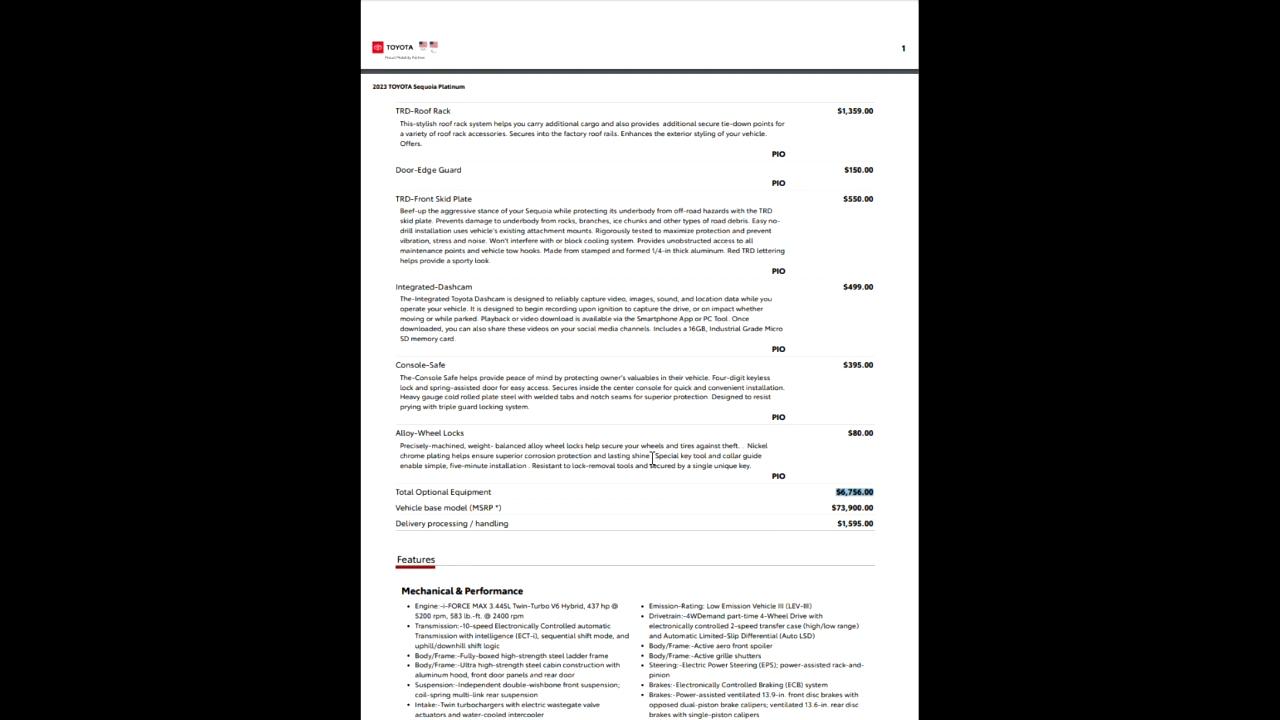 TOYOTA
Proud Mobility Partner
1
2023 TOYOTA Sequoia Platinum
TRD-Roof Rack $1,359.00
This-stylish roof rack system helps you carry additional cargo and also provides additional secure tie-down points for
a variety of roof rack accessories. Secures into the factory roof rails. Enhances the exterior styling of your vehicle.
Offers.
PIO
Door-Edge Guard $150.00
PIO
TRD-Front Skid Plate $550.00
Beef-up the aggressive stance of your Sequoia while protecting its underbody from off-road hazards with the TRD
skid plate. Prevents damage to underbody from rocks, branches, ice chunks and other types of road debris. Easy no-
drill installation uses vehicle's existing attachment mounts. Rigorously tested to maximize protection and prevent
vibration, stress and noise. Won't interfere with or block cooling system. Provides unobstructed access to all
maintenance points and vehicle tow hooks. Made from stamped and formed 1/4-in thick aluminum. Red TRD lettering
helps provide a sporty look.
PIO
Integrated-Dashcam $499.00
The-Integrated Toyota Dashcam is designed to reliably capture video, images, sound, and location data while you
operate your vehicle. It is designed to begin recording upon ignition to capture the drive, or on impact whether
moving or while parked. Playback or video download is available via the Smartphone App or PC Tool. Once
downloaded, you can also share these videos on your social media channels. Includes a 16GB, Industrial Grade Micro
SD memory card.
PIO
Console-Safe $395.00
The-Console Safe helps provide peace of mind by protecting owner's valuables in their vehicle. Four-digit keyless
lock and spring-assisted door for easy access. Secures inside the center console for quick and convenient installation.
Heavy gauge cold rolled plate steel with welded tabs and notch seams for superior protection. Designed to resist
prying with triple guard locking system.
PIO
Alloy-Wheel Locks $80.00
Precisely-machined, weight- balanced alloy wheel locks help secure your wheels and tires against theft. . Nickel
chrome plating helps ensure superior corrosion protection and lasting shine . Special key tool and collar guide
enable simple, five-minute installation . Resistant to lock-removal tools and secured by a single unique key.
PIO
Total Optional Equipment $6,756.00
Vehicle base model (MSRP *) $73,900.00
Delivery processing / handling $1,595.00
Features
Mechanical & Performance
• Engine:-i-FORCE MAX 3.445L Twin-Turbo V6 Hybrid, 437 hp @
5200 rpm, 583 lb.-ft. @ 2400 rpm
• Transmission:-10-speed Electronically Controlled automatic
Transmission with intelligence (ECT-i), sequential shift mode, and
uphill/downhill shift logic
• Body/Frame:-Fully-boxed high-strength steel ladder frame
• Body/Frame:-Ultra high-strength steel cabin construction with
aluminum hood, front door panels and rear door
• Suspension:-Independent double-wishbone front suspension;
coil-spring multi-link rear suspension
• Intake:-Twin turbochargers with electric wastegate valve
actuators and water-cooled intercooler
• Emission-Rating: Low Emission Vehicle III (LEV-III)
• Drivetrain:-4WDemand part-time 4-Wheel Drive with
electronically controlled 2-speed transfer case (high/low range)
and Automatic Limited-Slip Differential (Auto LSD)
• Body/Frame:-Active aero front spoiler
• Body/Frame:-Active grille shutters
• Steering:-Electric Power Steering (EPS); power-assisted rack-and-
pinion
• Brakes:-Electronically Controlled Braking (ECB) system
• Brakes:-Power-assisted ventilated 13.9-in. front disc brakes with
opposed dual-piston brake calipers; ventilated 13.6-in. rear disc
brakes with single-piston calipers